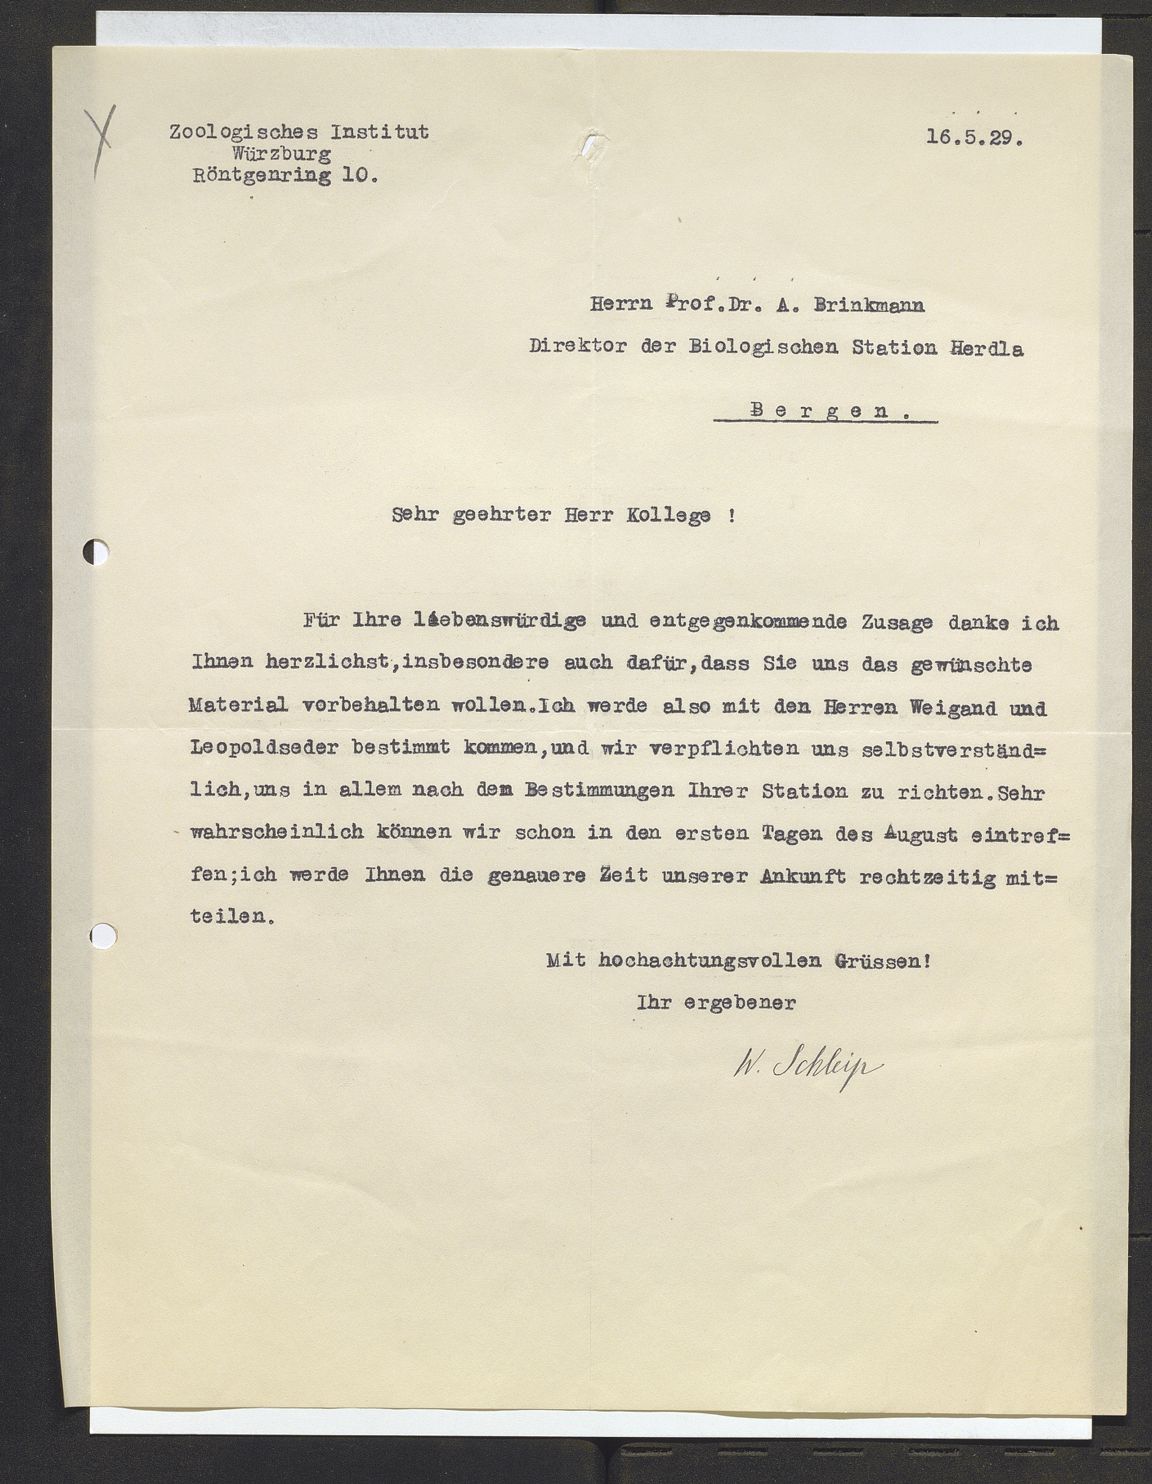 Zoologisches Institut
Würzburg
Röntgenring 10.
16.5.29.
Herrn Prof.Dr. A. Brinkmann
Direktor der Biologischen Station Herdla
B e r g e n .
Sehr geehrter Herr Kollege !
Für Ihre liebenswürdige und entgegenkommende Zusage danke ich
Ihnen herzlichst,insbesondere auch dafür,dass Sie uns das gewünschte
Material vorbehalten wollen.Ich werde also mit den Herren Weigand und
Leopoldseder bestimmt kommen,und wir verpflichten uns selbstverständ=
lich,uns in allem nach den Bestimmungen Ihrer Station zu richten.Sehr
wahrscheinlich können wir schon in den ersten Tagen des August eintref=
fen;ich werde Ihnen die genauere Zeit unserer Ankunft rechtzeitig mit=
teilen.
Mit hochachtungsvollen Grüssen!
Ihr ergebener
W. Schleip